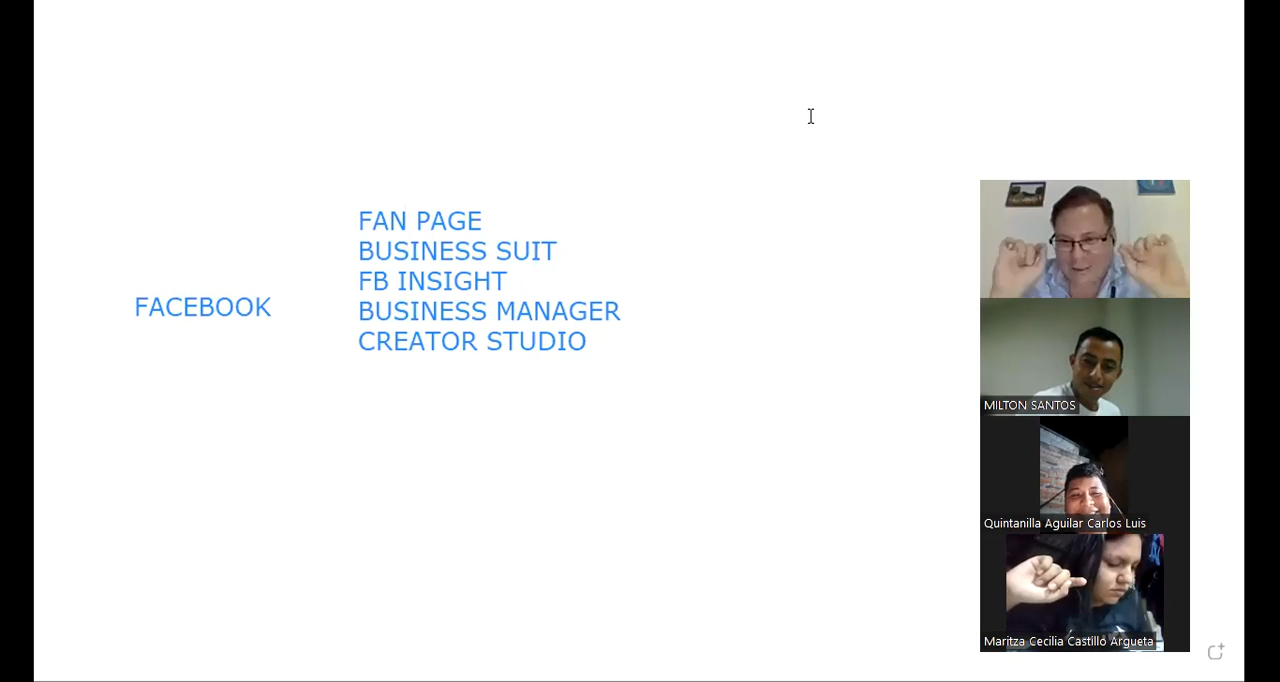 FAN PAGE
BUSINESS SUIT
FB INSIGHT
FACEBOOK
BUSINESS MANAGER
CREATOR STUDIO
MILTON SANTOS
Quintanilla Aguilar Carlos Luis
Maritza Cecilia Castillo Argueta